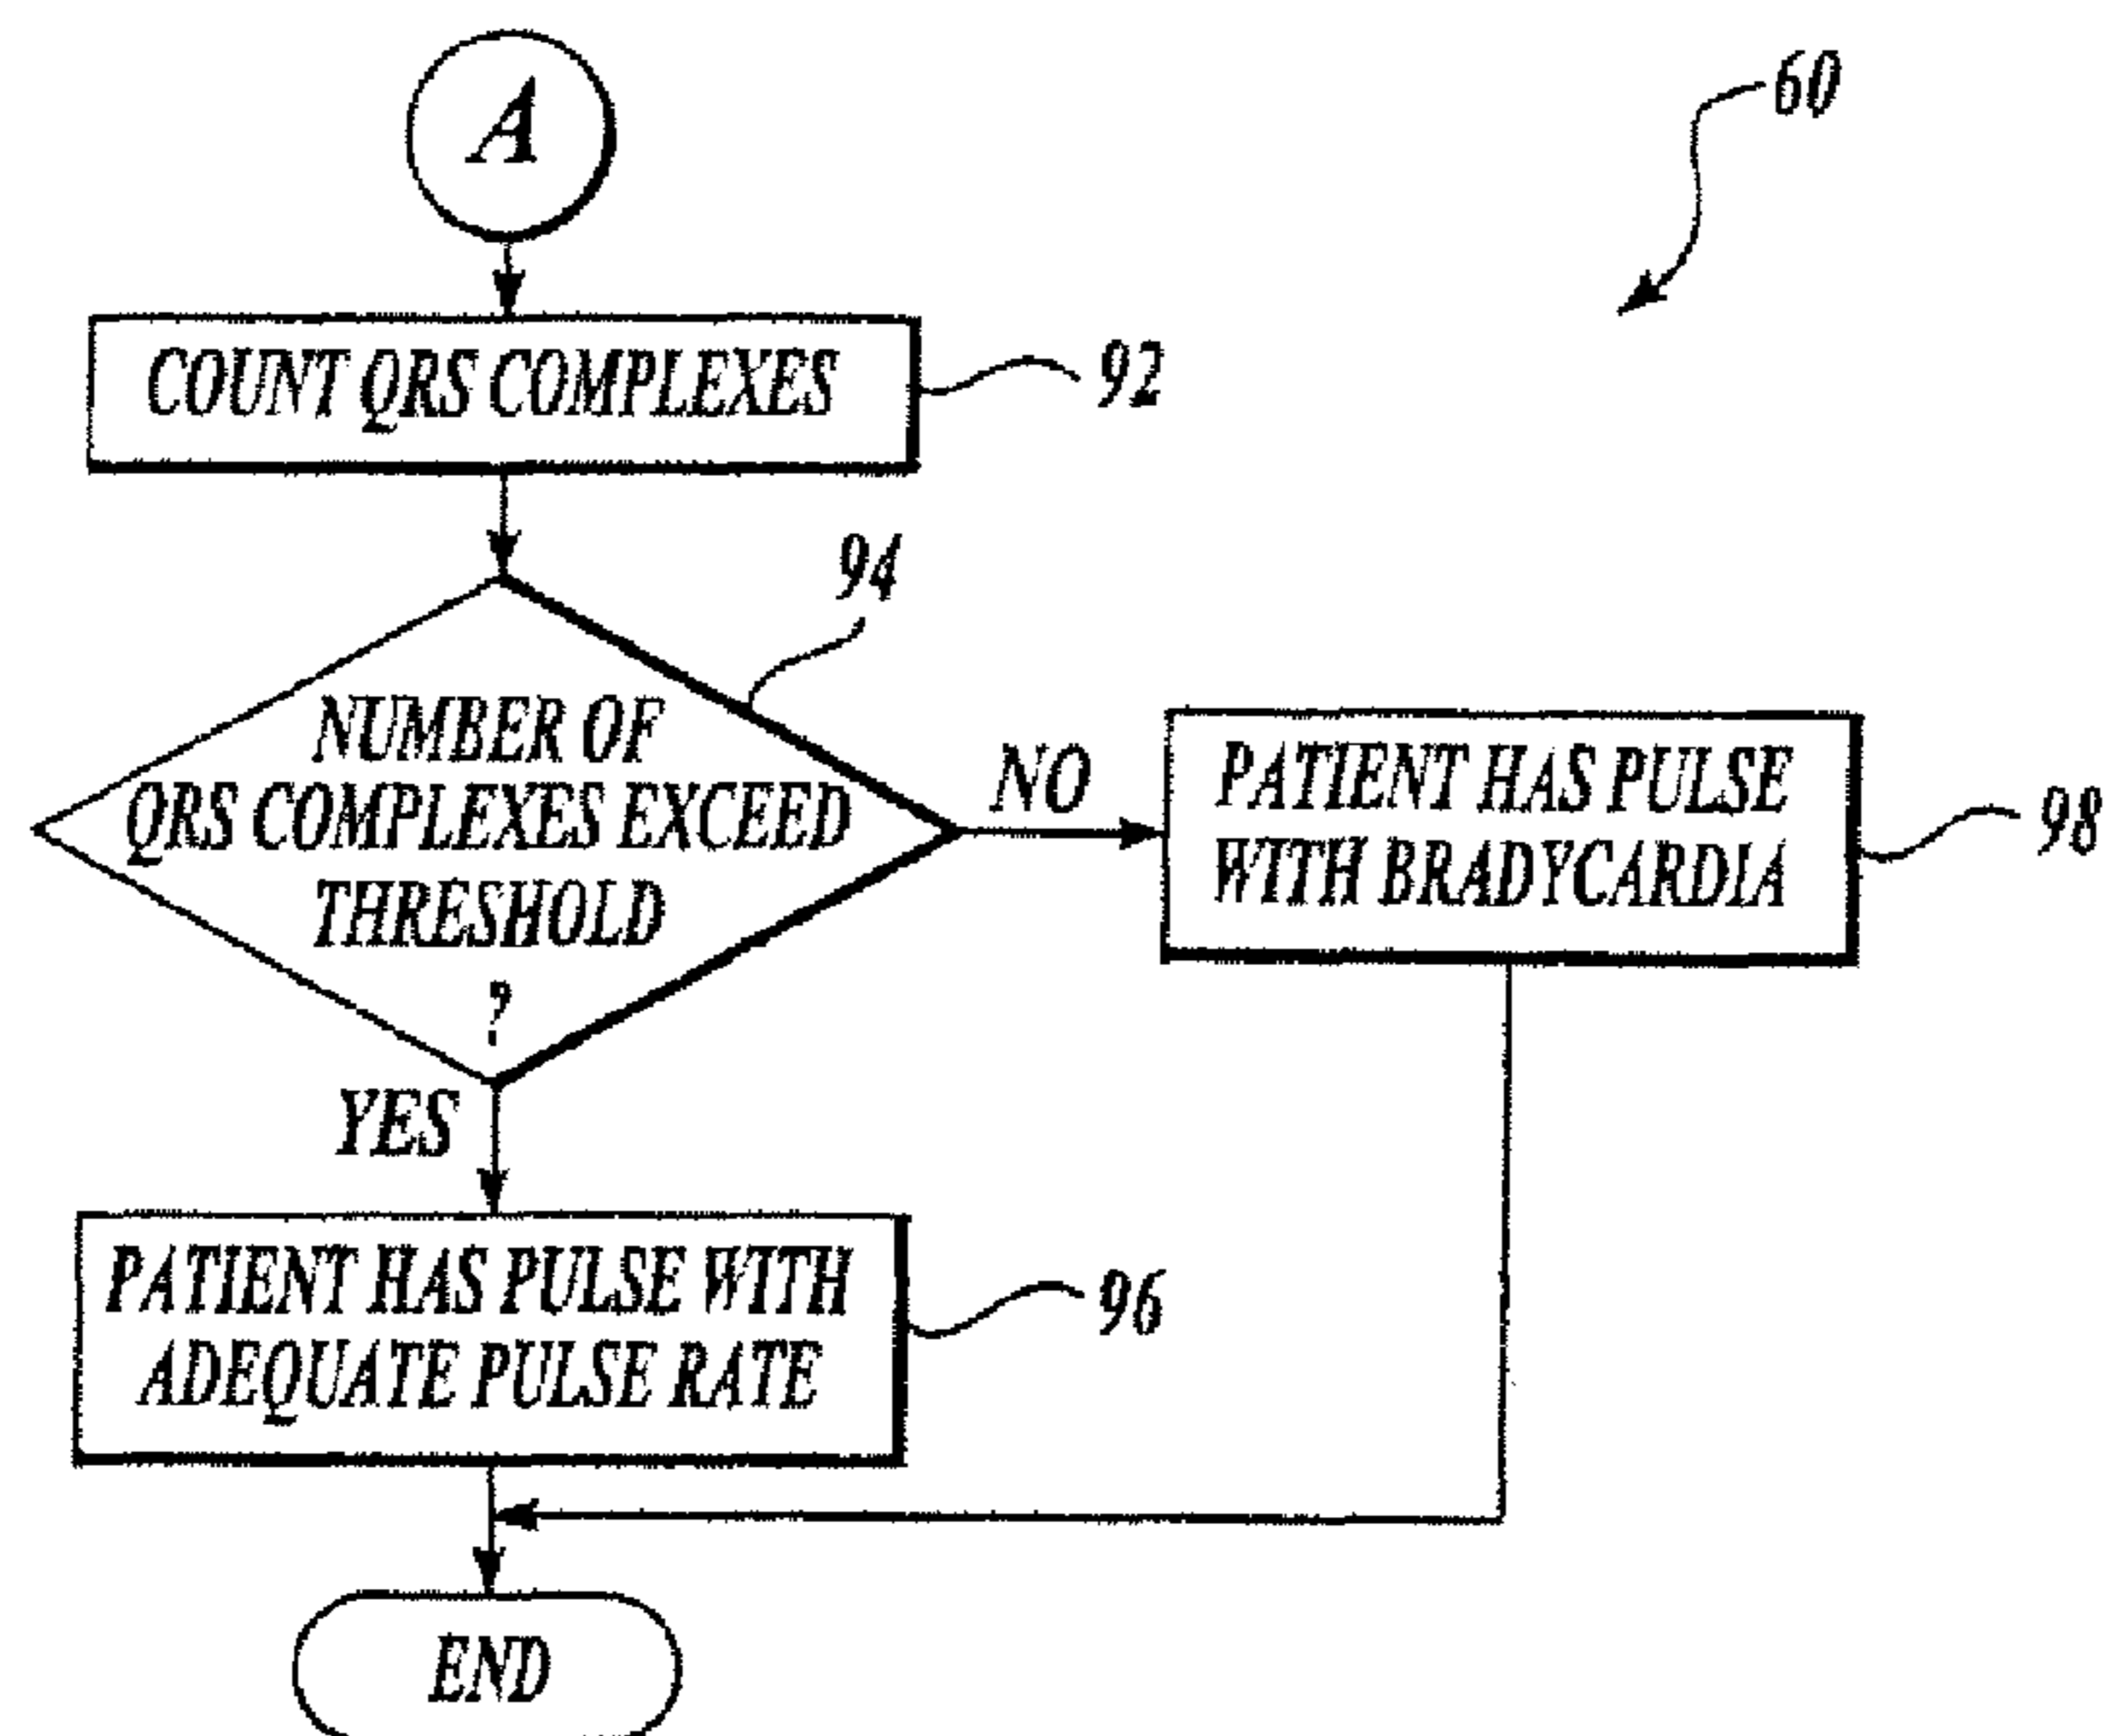 A
60
COUNT QRS COMPLEXES
92
94
NUMBER OF
QRS COMPLEXES EXCEED
THRESHOLD
?
NO
PATIENT HAS PULSE
WITH BRADYCARDIA
98
YES
PATIENT HAS PULSE WITH
ADEQUATE PULSE RATE
96
END